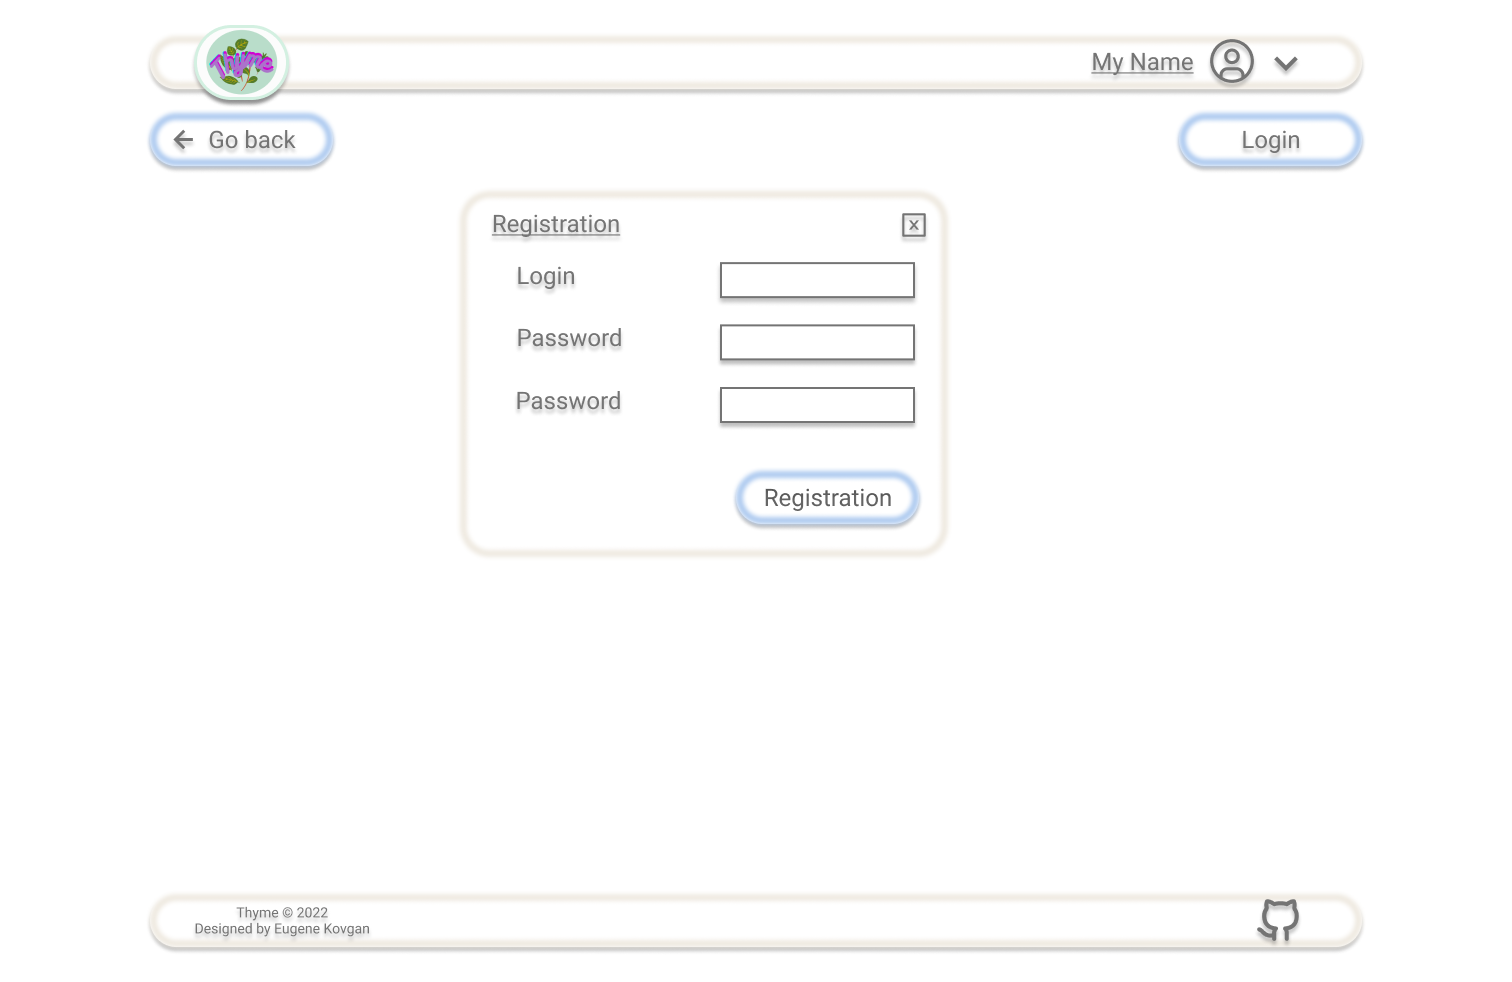 Thyme
My Name
Go back
Login
Registration
x
Login
Password
Password
Registration
Thyme © 2022
Designed by Eugene Kovgan